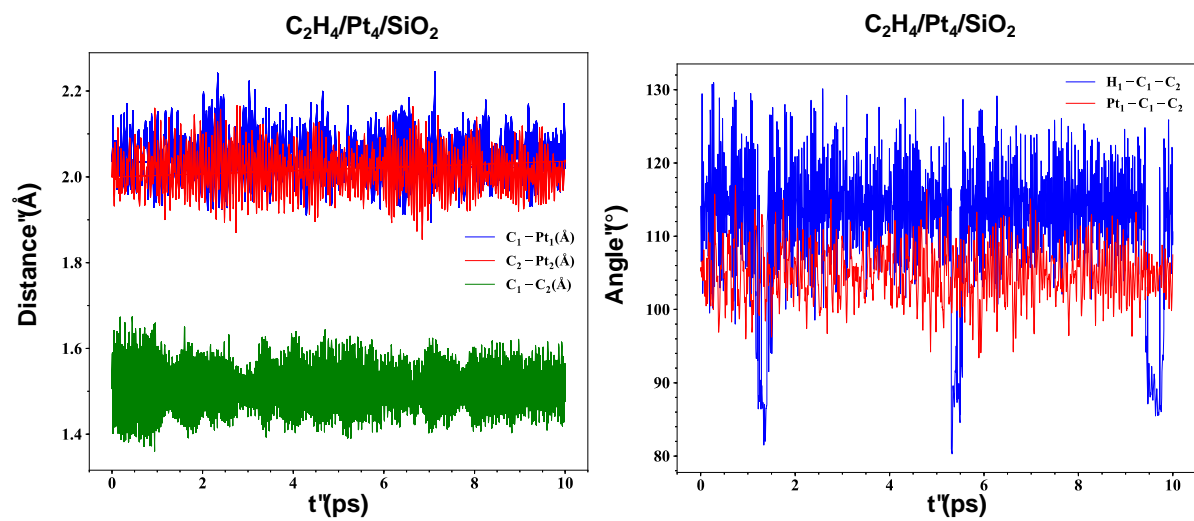 C₂H₄/Pt₄/SiO₂
Distance"(Å)
2.2
2.0
1.8
1.6
1.4
C₁−Pt₁(Å)
C₂−Pt₂(Å)
C₁−C₂(Å)
0 2 4 6 8 10
t"(ps)
C₂H₄/Pt₄/SiO₂
Angle"(°)
130
120
110
100
90
80
H₁−C₁−C₂
Pt₁−C₁−C₂
0 2 4 6 8 10
t"(ps)